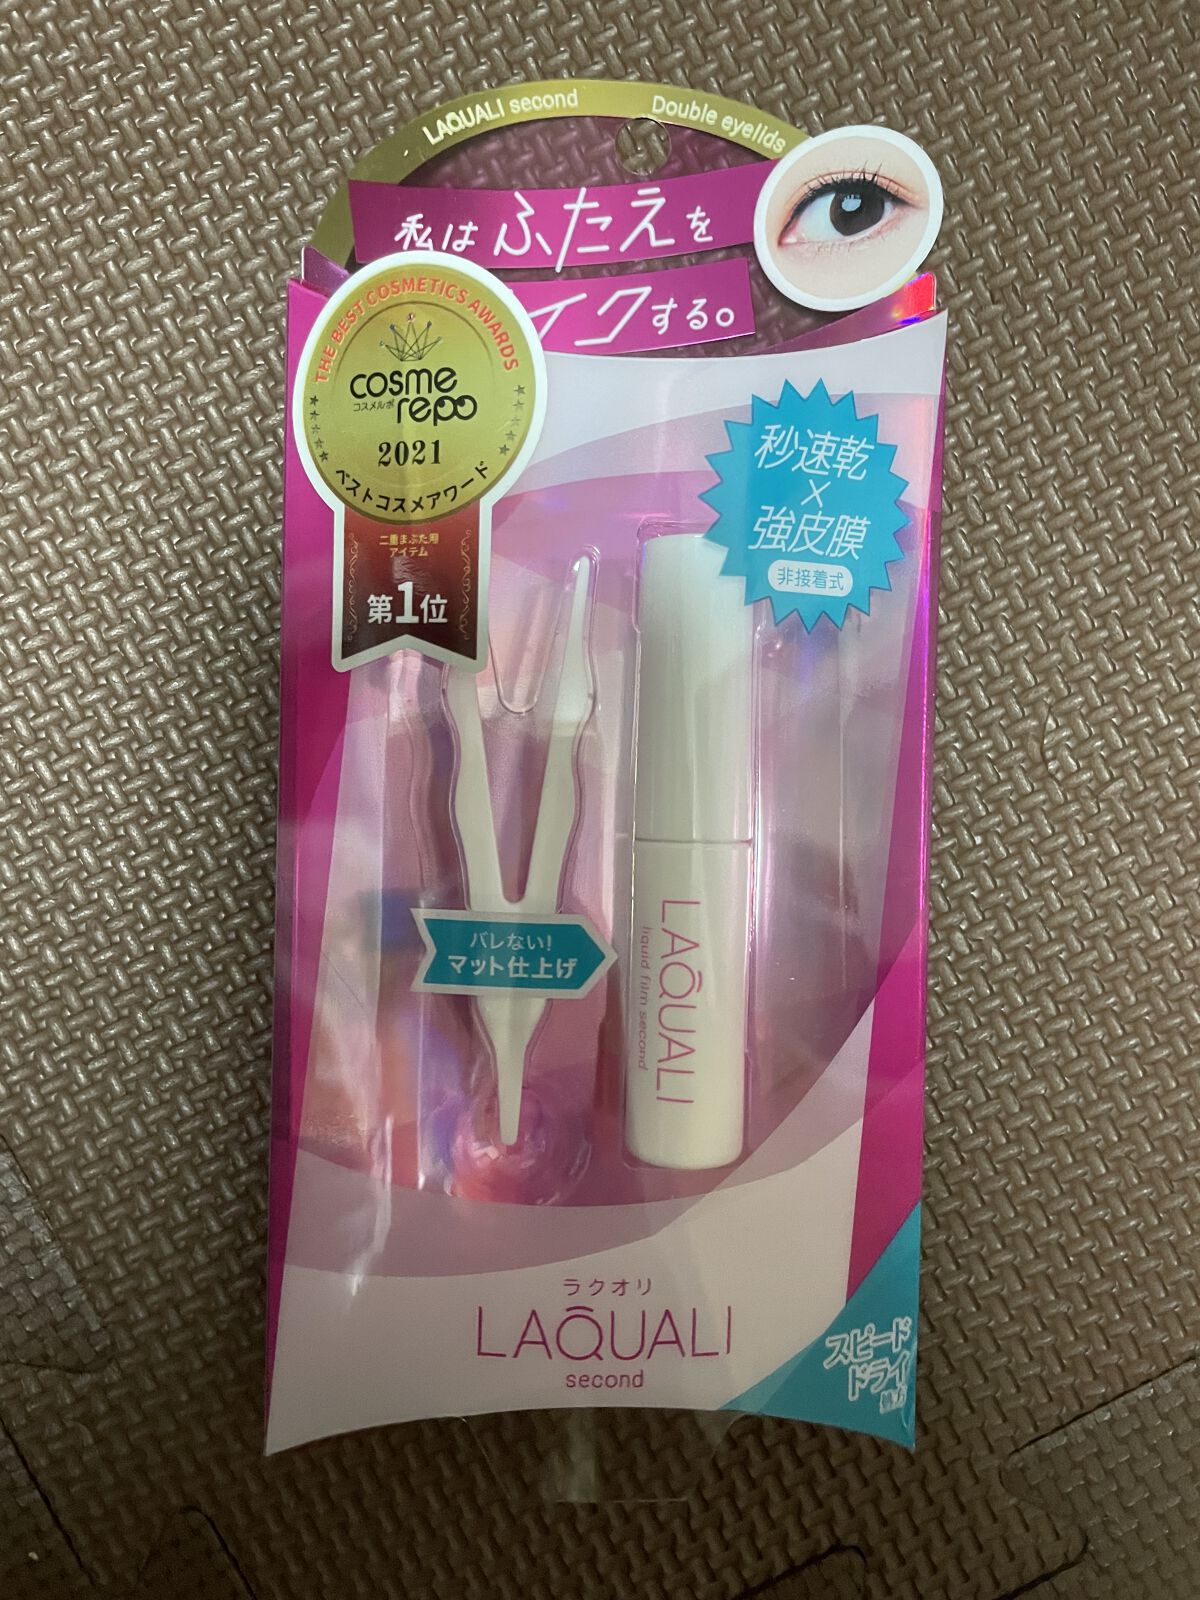 LAQUALI second
Double eyelids
私はふたえを
イクする。
THE BEST COSMETICS AWARDS
cosme
コスメルポ
repo
2021
ベストコスメアワード
二重まぶた用
アイテム
第1位
秒速乾
×
強皮膜
非接着式
バレない!
マット仕上げ
LAQUALI
liquid film second
ラクオリ
LAQUALI
second
スピード
ドライ
処方